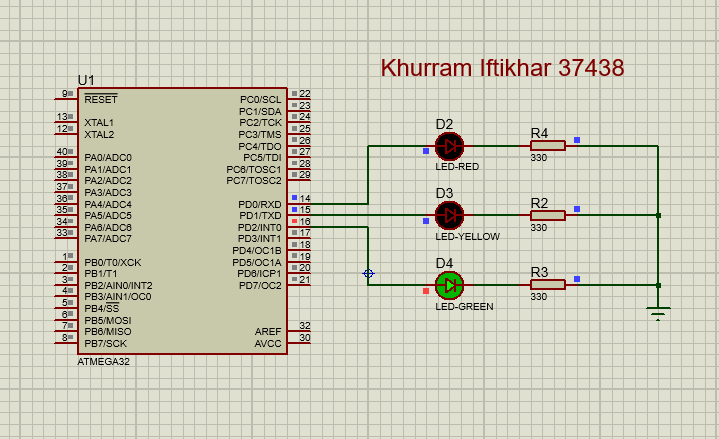 Khurram Iftikhar 37438
U1
9 RESET PC0/SCL 22
PC1/SDA 23
13 XTAL1 PC2/TCK 24
12 XTAL2 PC3/TMS 25
PC4/TDO 26
40 PA0/ADC0 PC5/TDI 27
39 PA1/ADC1 PC6/TOSC1 28
38 PA2/ADC2 PC7/TOSC2 29
37 PA3/ADC3
36 PA4/ADC4 PD0/RXD 14
35 PA5/ADC5 PD1/TXD 15
34 PA6/ADC6 PD2/INT0 16
33 PA7/ADC7 PD3/INT1 17
PD4/OC1B 18
1 PB0/T0/XCK PD5/OC1A 19
2 PB1/T1 PD6/ICP1 20
3 PB2/AIN0/INT2 PD7/OC2 21
4 PB3/AIN1/OC0
5 PB4/SS
6 PB5/MOSI
7 PB6/MISO AREF 32
8 PB7/SCK AVCC 30
ATMEGA32
D2 R4
LED-RED 330
D3 R2
LED-YELLOW 330
D4 R3
LED-GREEN 330